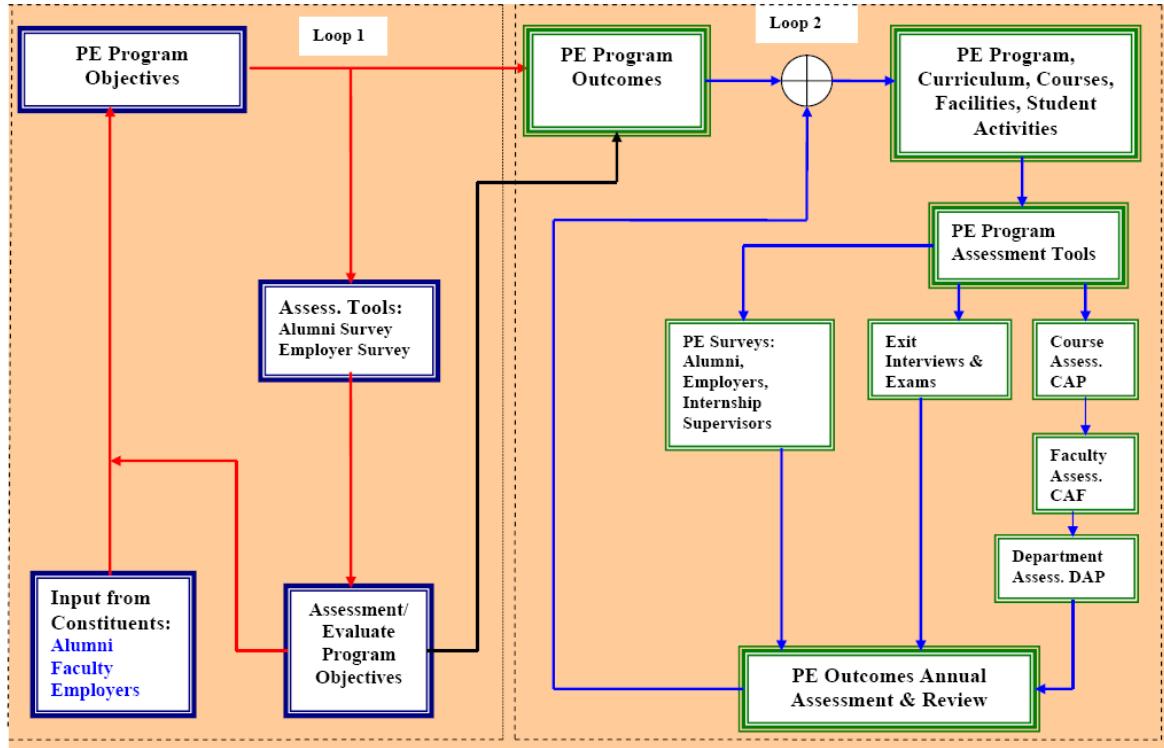 Loop 1
PE Program
Objectives
Assess. Tools:
Alumni Survey
Employer Survey
Input from
Constituents:
Alumni
Faculty
Employers
Assessment/
Evaluate
Program
Objectives
Loop 2
PE Program
Outcomes
PE Program,
Curriculum, Courses,
Facilities, Student
Activities
PE Program
Assessment Tools
PE Surveys:
Alumni,
Employers,
Internship
Supervisors
Exit
Interviews &
Exams
Course
Assess.
CAP
Faculty
Assess.
CAF
Department
Assess. DAP
PE Outcomes Annual
Assessment & Review